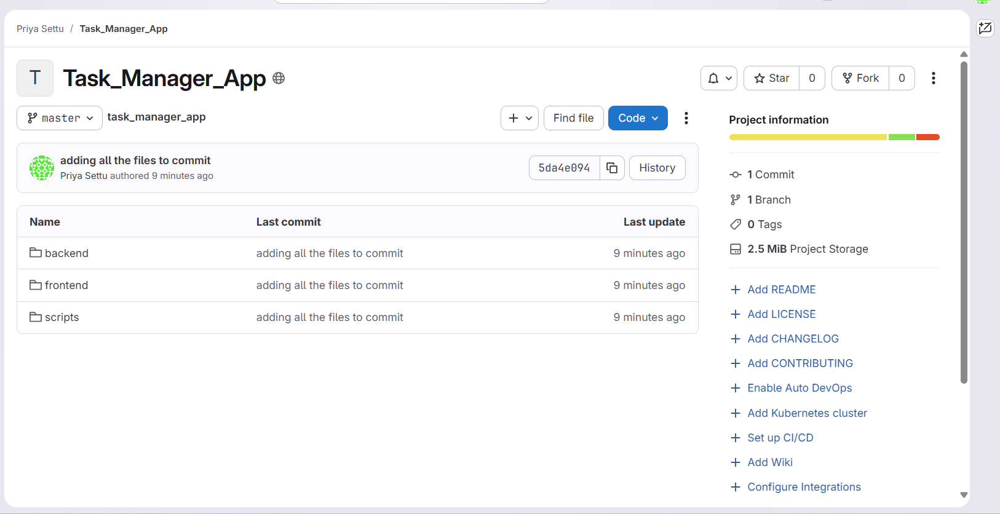 Priya Settu / Task_Manager_App
T
Task_Manager_App
Star 0
Fork 0
master
task_manager_app
Find file
Code
adding all the files to commit
Priya Settu authored 9 minutes ago
5da4e094
History
Name Last commit Last update
backend adding all the files to commit 9 minutes ago
frontend adding all the files to commit 9 minutes ago
scripts adding all the files to commit 9 minutes ago
Project information
1 Commit
1 Branch
0 Tags
2.5 MiB Project Storage
Add README
Add LICENSE
Add CHANGELOG
Add CONTRIBUTING
Enable Auto DevOps
Add Kubernetes cluster
Set up CI/CD
Add Wiki
Configure Integrations